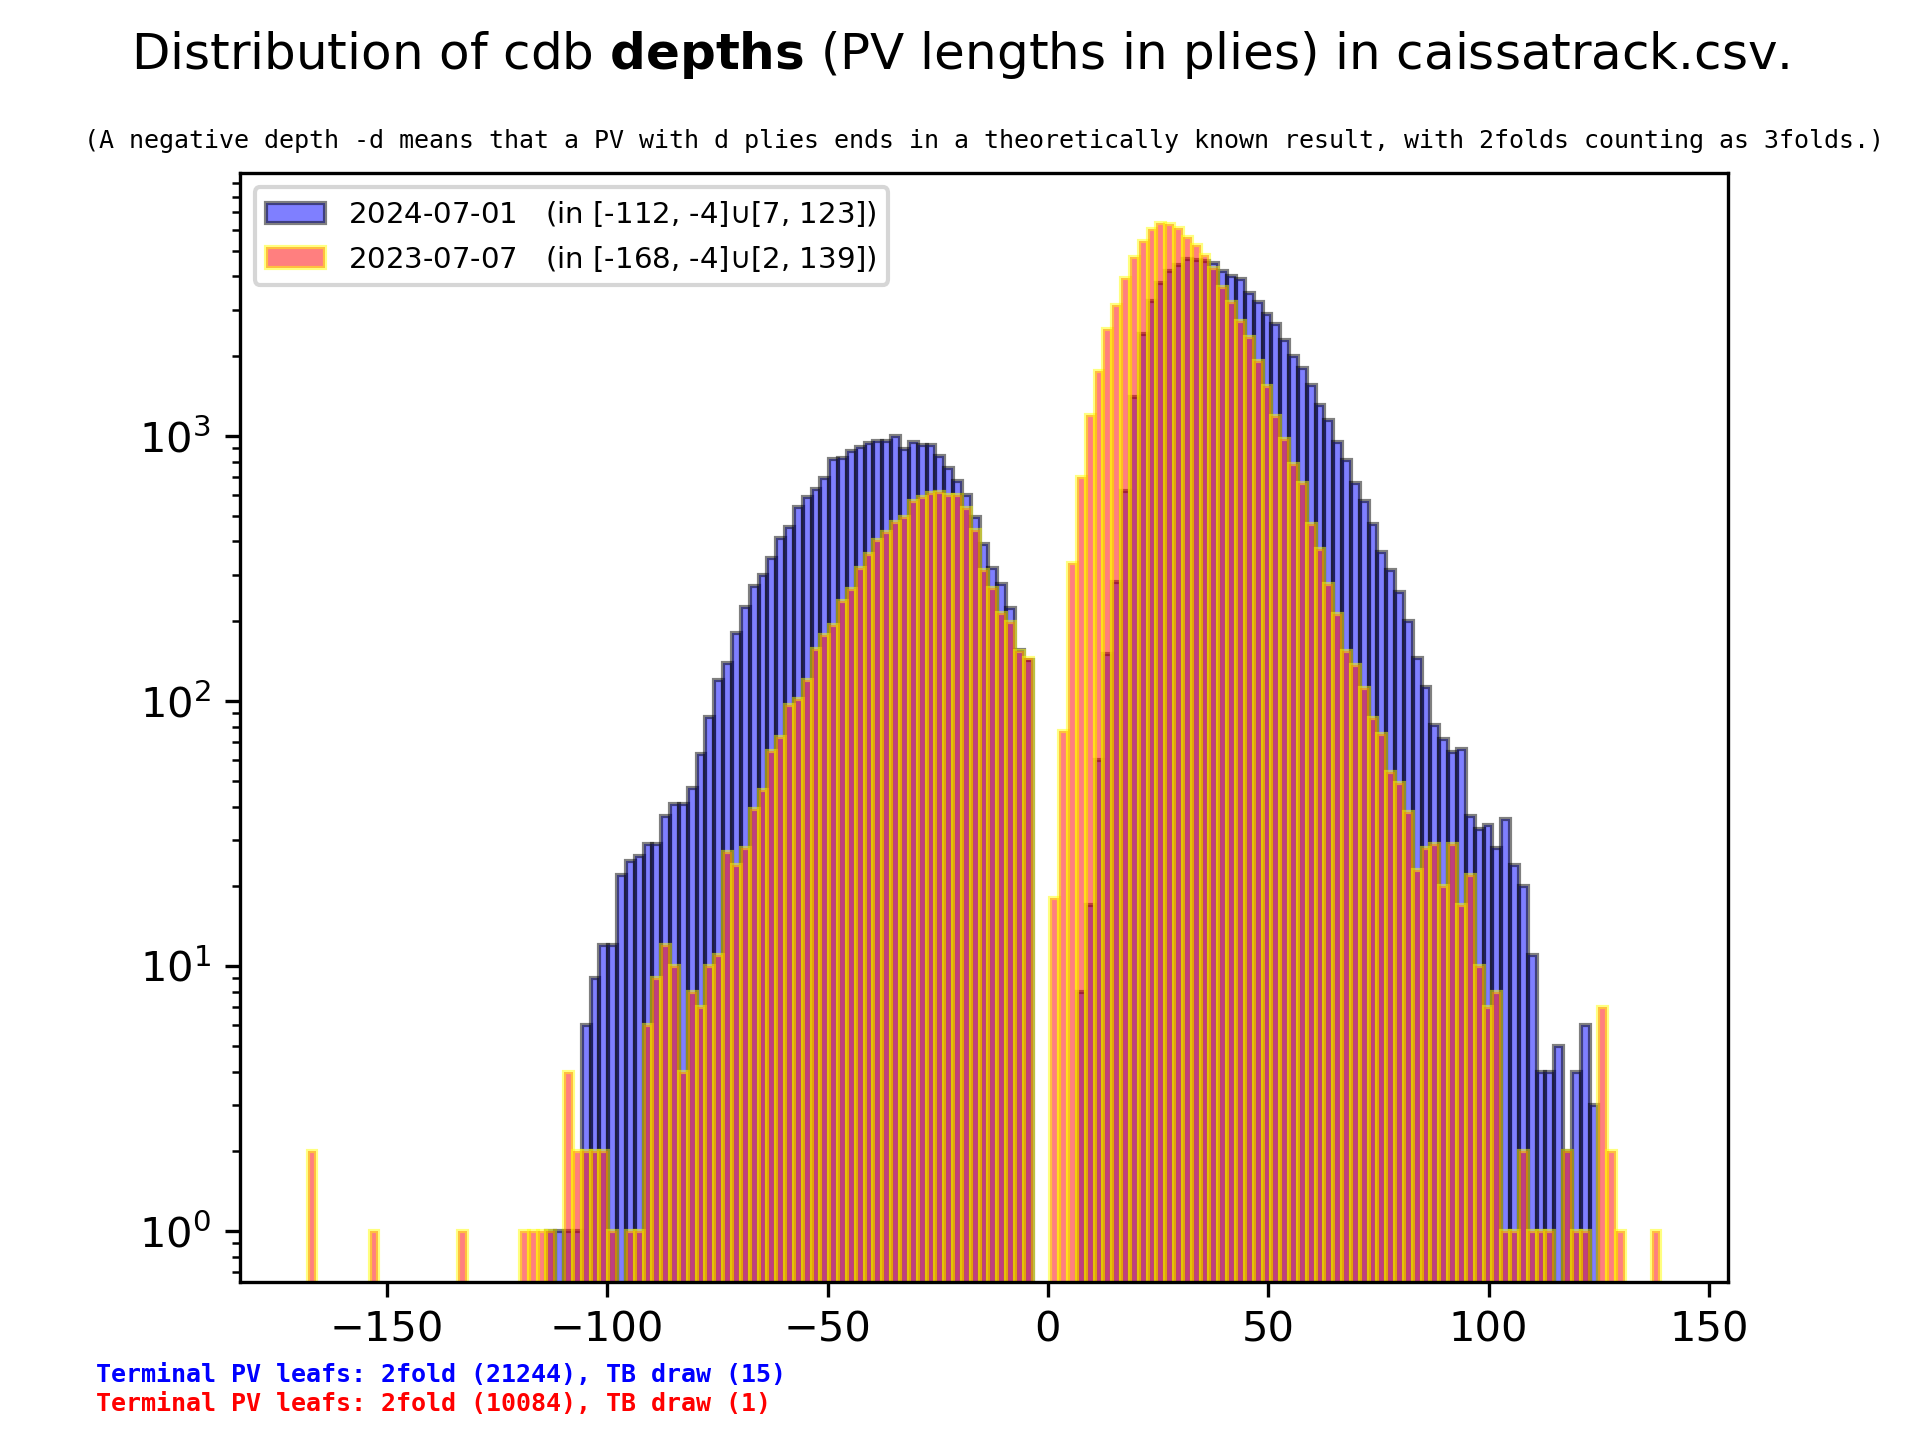 Distribution of cdb depths (PV lengths in plies) in caissatrack.csv.
(A negative depth -d means that a PV with d plies ends in a theoretically known result, with 2folds counting as 3folds.)
2024-07-01 (in [-112, -4]∪[7, 123])
2023-07-07 (in [-168, -4]∪[2, 139])
10³
10²
10¹
10⁰
−150 −100 −50 0 50 100 150
Terminal PV leafs: 2fold (21244), TB draw (15)
Terminal PV leafs: 2fold (10084), TB draw (1)